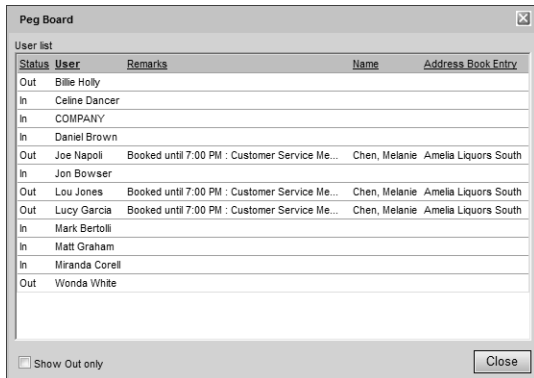 Peg Board
User list
Status User Remarks Name Address Book Entry
Out Billie Holly
In Celine Dancer
In COMPANY
In Daniel Brown
Out Joe Napoli Booked until 7:00 PM : Customer Service Me... Chen, Melanie Amelia Liquors South
In Jon Bowser
Out Lou Jones Booked until 7:00 PM : Customer Service Me... Chen, Melanie Amelia Liquors South
Out Lucy Garcia Booked until 7:00 PM : Customer Service Me... Chen, Melanie Amelia Liquors South
In Mark Bertolli
In Matt Graham
In Miranda Corell
Out Wonda White
Show Out only Close